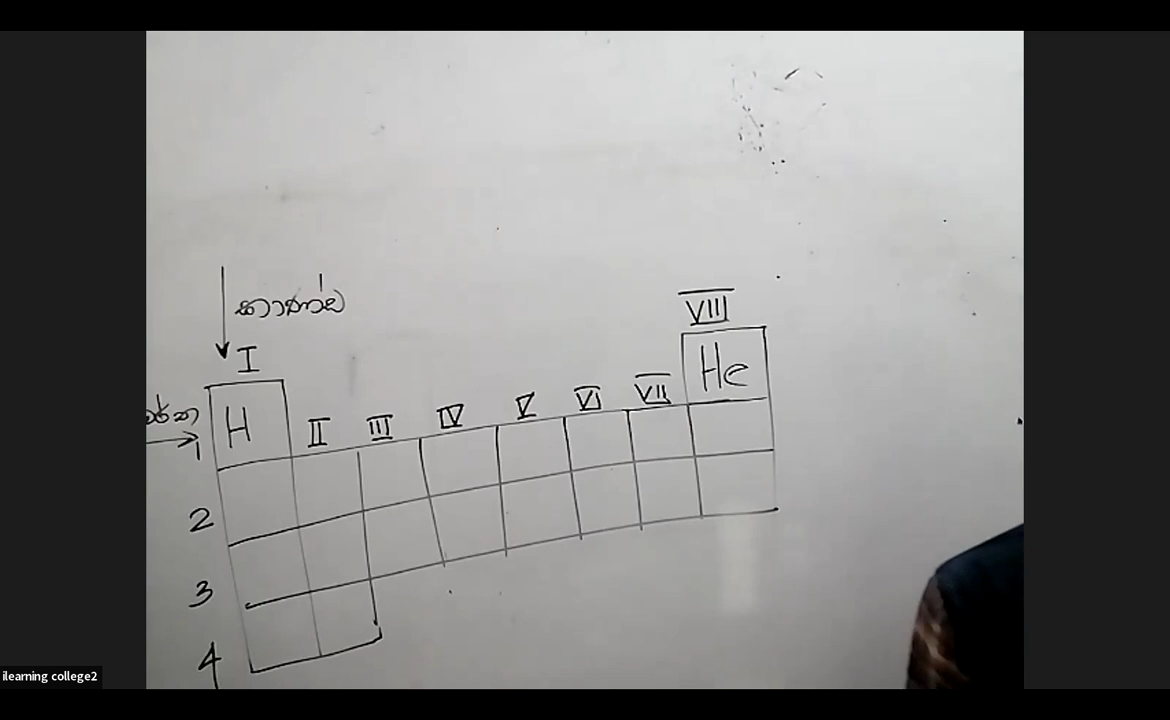 කාණ්ඩ
I II III IV V VI VII VIII
H He
1
2
3
4
ilearning college2